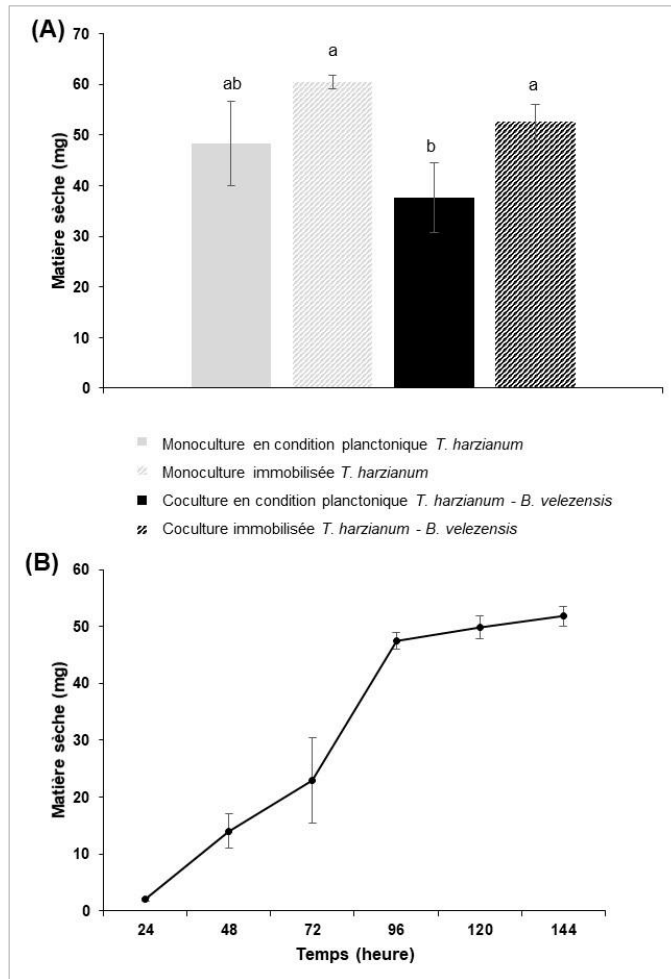 (A)
70
60
50
40
30
20
10
0
Matière sèche (mg)
ab
a
b
a
Monoculture en condition planctonique T. harzianum
Monoculture immobilisée T. harzianum
Coculture en condition planctonique T. harzianum - B. velezensis
Coculture immobilisée T. harzianum - B. velezensis
(B)
60
50
40
30
20
10
0
Matière sèche (mg)
24 48 72 96 120 144
Temps (heure)